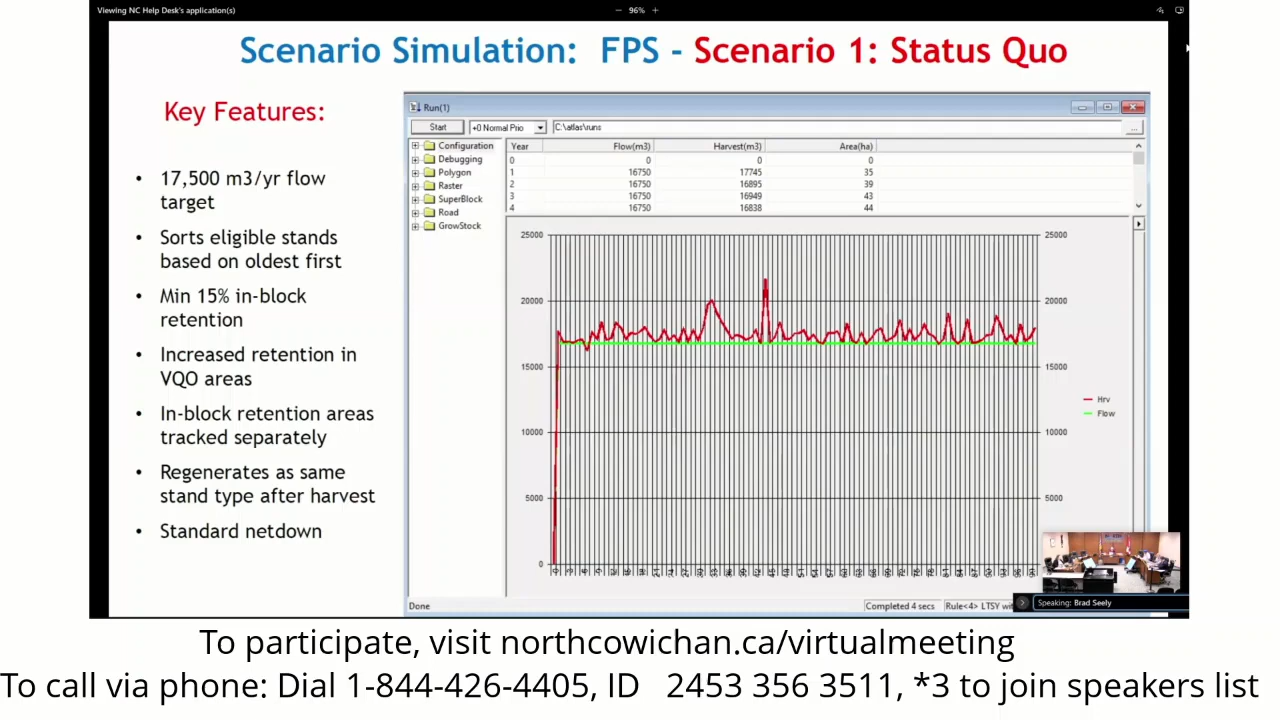 Viewing NC Help Desk's application(s)
— 96% +
Scenario Simulation: FPS - Scenario 1: Status Quo
Key Features:
• 17,500 m3/yr flow
target
• Sorts eligible stands
based on oldest first
• Min 15% in-block
retention
• Increased retention in
VQO areas
• In-block retention areas
tracked separately
• Regenerates as same
stand type after harvest
• Standard netdown
Run(1)
Start +0 Normal Prio C:\atlas\runs ...
Configuration
Debugging
Polygon
Raster
SuperBlock
Road
GrowStock
Year Flow(m3) Harvest(m3) Area(ha)
0 0 0 0
1 16750 17745 35
2 16750 16895 39
3 16750 16949 43
4 16750 16838 44
25000 25000
20000 20000
15000 15000
10000 10000
5000 5000
0
Hrv
Flow
Done Completed 4 secs Rule<4> LTSY
Speaking: Brad Seely
To participate, visit northcowichan.ca/virtualmeeting
To call via phone: Dial 1-844-426-4405, ID 2453 356 3511, *3 to join speakers list